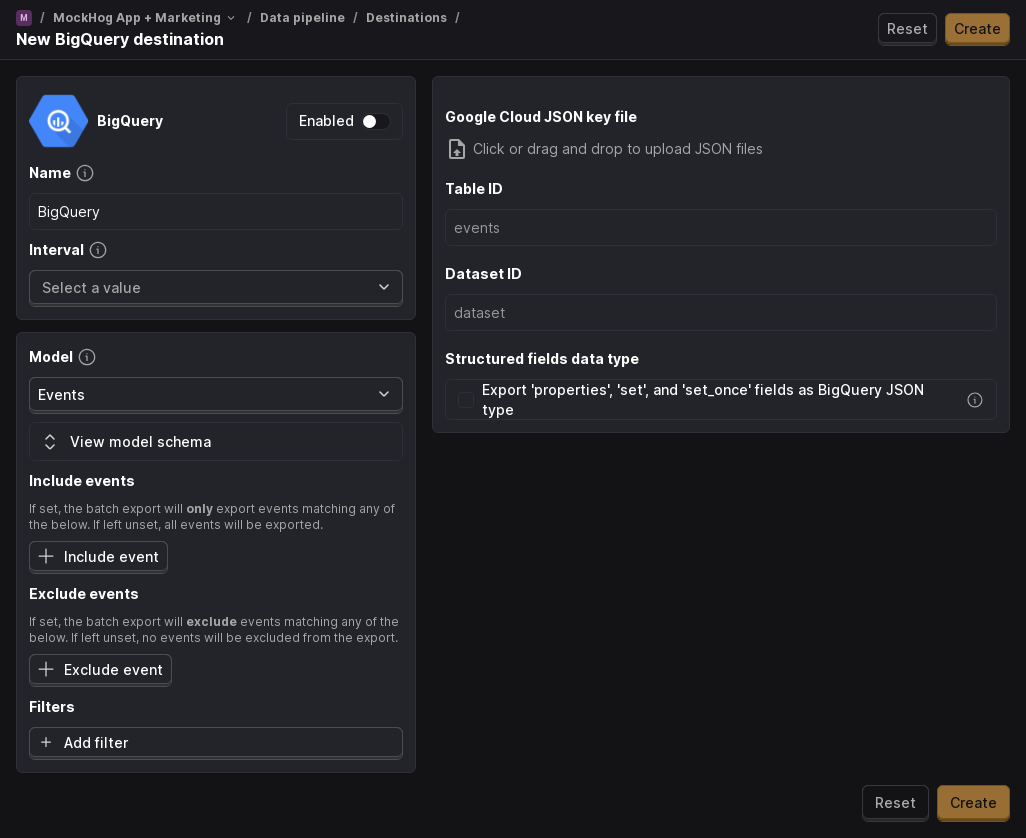 M / MockHog App + Marketing / Data pipeline / Destinations /
New BigQuery destination
Reset
Create
BigQuery
Enabled
Name
BigQuery
Interval
Select a value
Model
Events
View model schema
Include events
If set, the batch export will only export events matching any of
the below. If left unset, all events will be exported.
Include event
Exclude events
If set, the batch export will exclude events matching any of the
below. If left unset, no events will be excluded from the export.
Exclude event
Filters
Add filter
Google Cloud JSON key file
Click or drag and drop to upload JSON files
Table ID
events
Dataset ID
dataset
Structured fields data type
Export 'properties', 'set', and 'set_once' fields as BigQuery JSON
type
Reset
Create